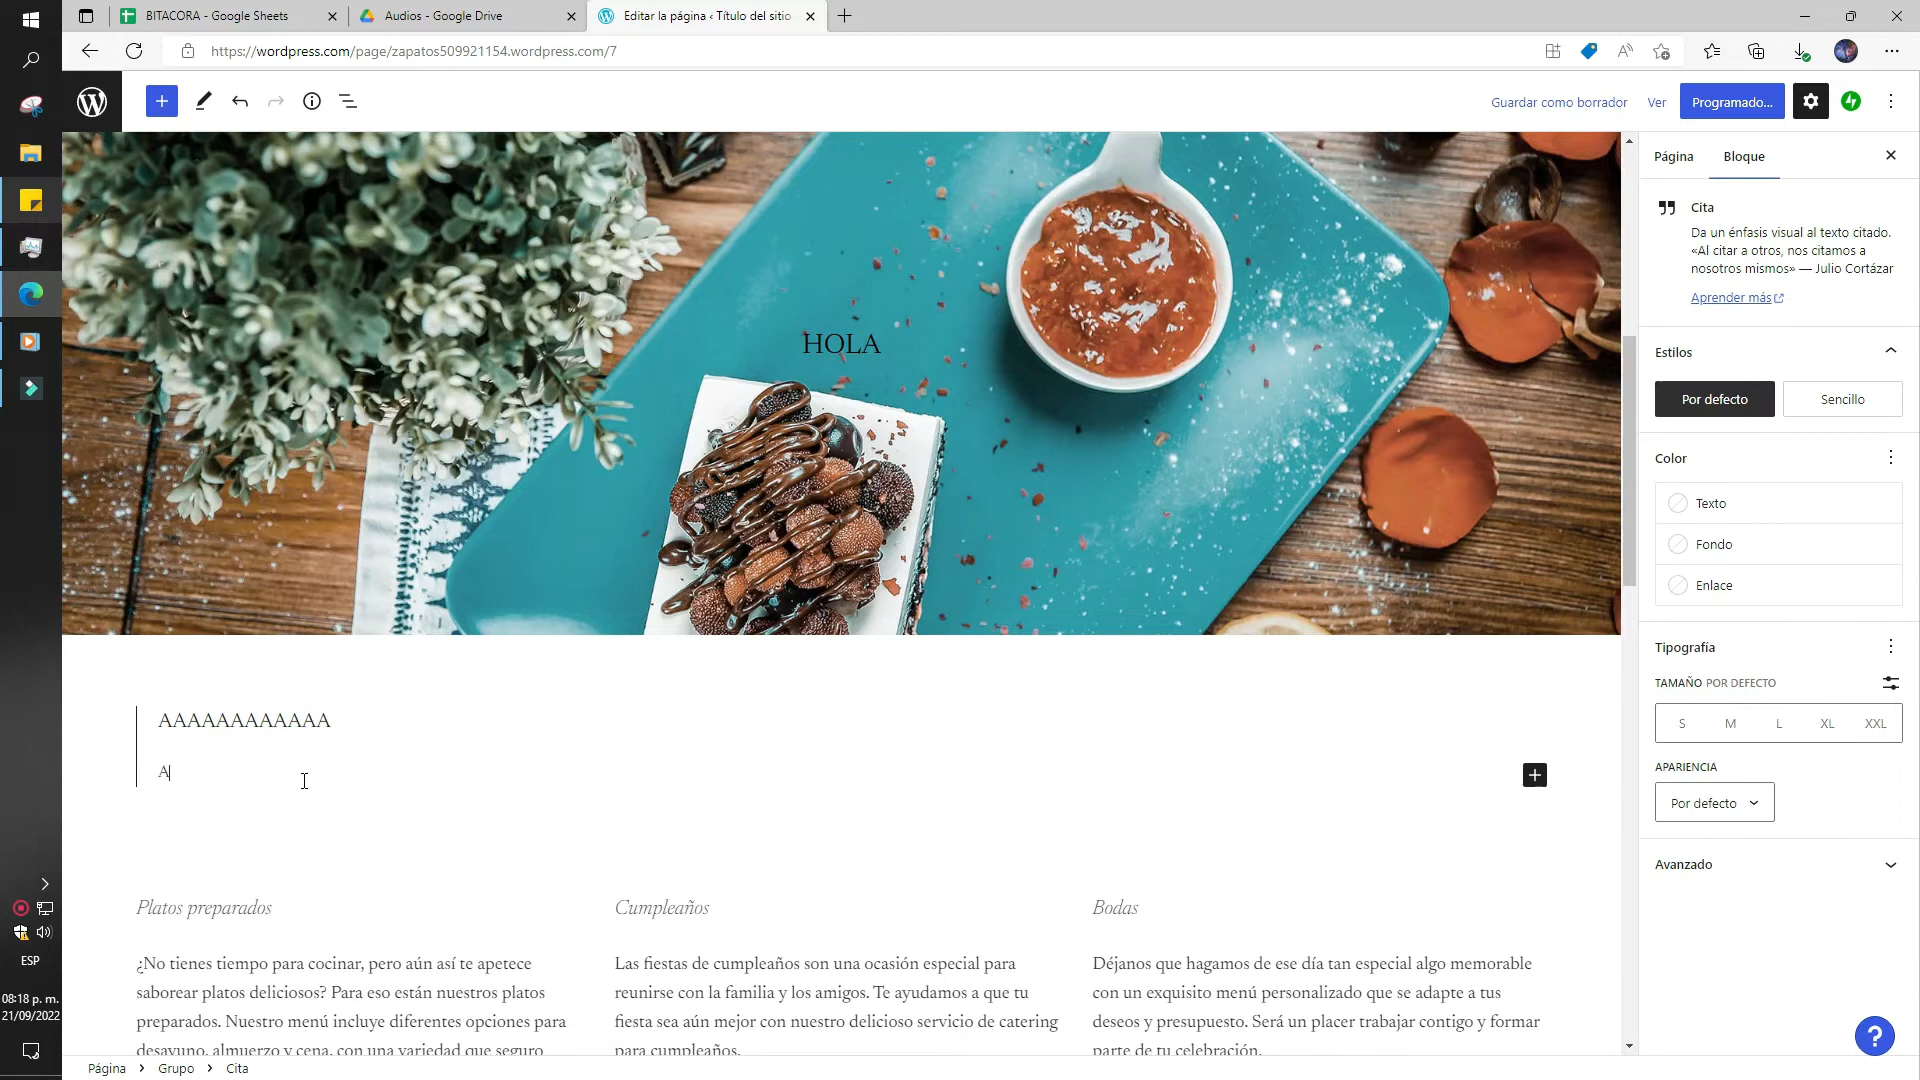 BITACORA - Google Sheets
Audios - Google Drive
Editar la página ‹ Título del sitio
https://wordpress.com/page/zapatos509921154.wordpress.com/7
Guardar como borrador
Ver
Programado...
Página
Bloque
Cita
Da un énfasis visual al texto citado.
«Al citar a otros, nos citamos a
nosotros mismos» — Julio Cortázar
Aprender más
Estilos
Por defecto
Sencillo
Color
Texto
Fondo
Enlace
Tipografía
TAMAÑO POR DEFECTO
S M L XL XXL
APARIENCIA
Por defecto
Avanzado
HOLA
AAAAAAAAAAAA
A
Platos preparados
¿No tienes tiempo para cocinar, pero aún así te apetece
saborear platos deliciosos? Para eso están nuestros platos
preparados. Nuestro menú incluye diferentes opciones para
desayuno, almuerzo y cena, con una variedad que seguro
Cumpleaños
Las fiestas de cumpleaños son una ocasión especial para
reunirse con la familia y los amigos. Te ayudamos a que tu
fiesta sea aún mejor con nuestro delicioso servicio de catering
para cumpleaños.
Bodas
Déjanos que hagamos de ese día tan especial algo memorable
con un exquisito menú personalizado que se adapte a tus
deseos y presupuesto. Será un placer trabajar contigo y formar
parte de tu celebración.
Página > Grupo > Cita
ESP
08:18 p. m.
21/09/2022